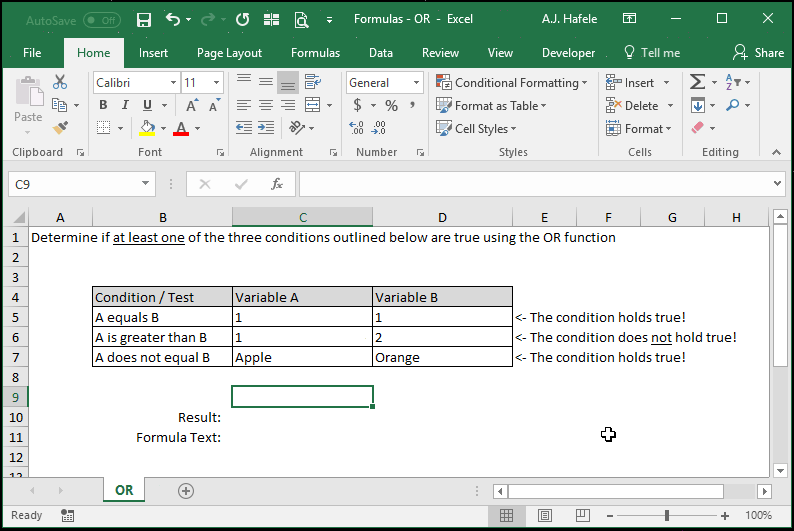 AutoSave Off Formulas - OR - Excel A.J. Hafele
File Home Insert Page Layout Formulas Data Review View Developer Tell me Share
Calibri 11 General Conditional Formatting Insert
Paste B I U A A $ % , Format as Table Delete
A .00 .00 Cell Styles Format
Clipboard Font Alignment Number Styles Cells Editing
C9 fx
A B C D E F G H
1 Determine if at least one of the three conditions outlined below are true using the OR function
2
3
4 Condition / Test Variable A Variable B
5 A equals B 1 1 <- The condition holds true!
6 A is greater than B 1 2 <- The condition does not hold true!
7 A does not equal B Apple Orange <- The condition holds true!
8
9
10 Result:
11 Formula Text:
12
OR
Ready 100%